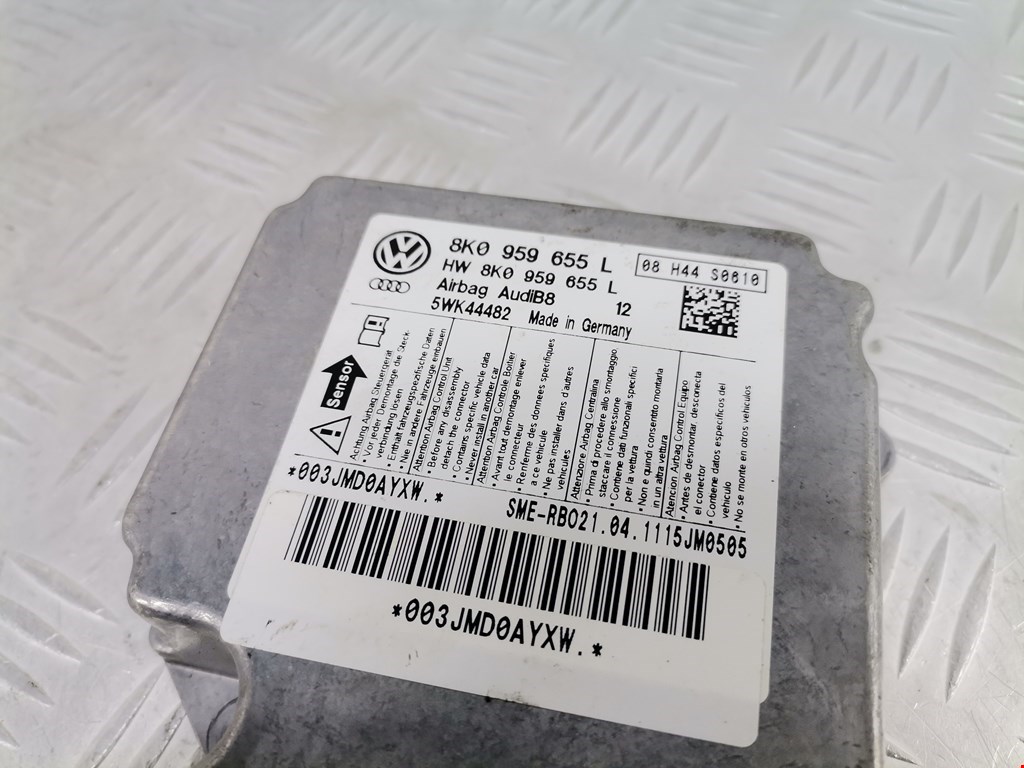 8K0 959 655 L
08 H44 S0610
HW 8K0 959 655 L
Airbag AudiB8
12
5WK44482 Made in Germany
Sensor
Achtung Airbag Steuergerät
• Vor jeder Demontage die Steck-
verbindung lösen
• Enthält fahrzeugspezifische Daten
• Nie in andere Fahrzeuge einbauen
Attention Airbag Control Unit
• Before any disassembly
detach the connector
• Contains specific vehicle data
• Never install in another car
Attention Airbag Controle Boitier
• Avant tout demontage enlever
le connecteur
• Renferme des donnees specifiques
a ce vehicule
• Ne pas installer dans d'autres
vehicules
Attenzione Airbag Centralina
• Prima di procedere allo smontaggio
staccare il connessione
• Contiene dati funzionali specifici
per la vettura
• Non e quindi consentito montarla
in un altra vettura
Atencion Airbag Control Equipo
• Antes de desmontar, desconecta
el conector
• Contiene datos especificos del
vehiculo
• No se monte en otros vehiculos
*003JMD0AYXW.*
SME-RBO21.04.1115JM0505
*003JMD0AYXW.*